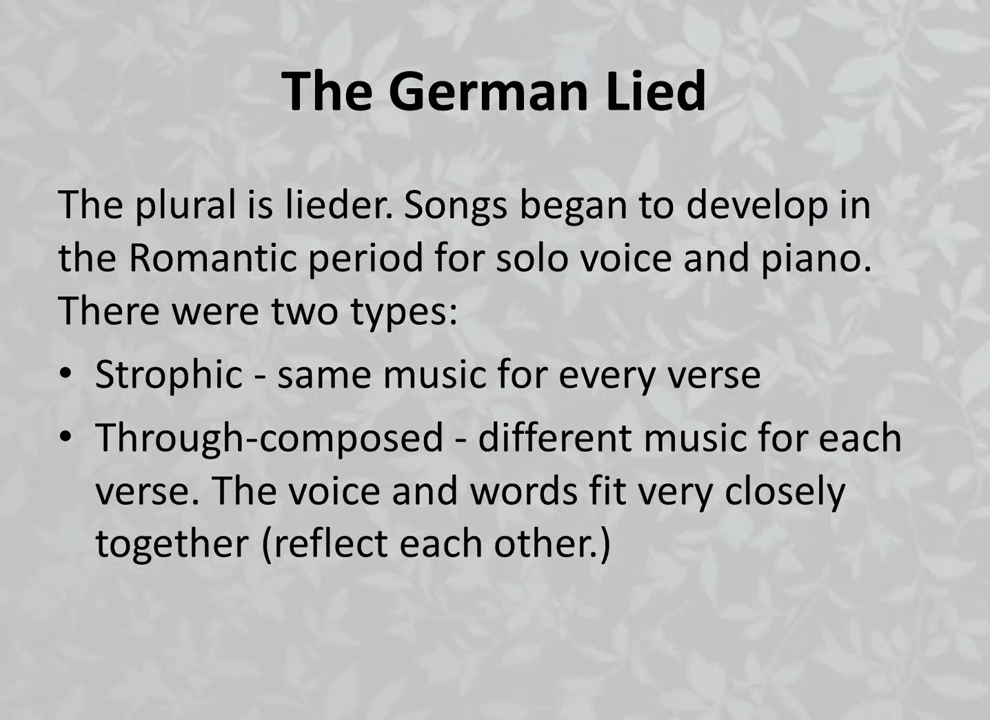 The German Lied
The plural is lieder. Songs began to develop in
the Romantic period for solo voice and piano.
There were two types:
• Strophic - same music for every verse
• Through-composed - different music for each
verse. The voice and words fit very closely
together (reflect each other.)